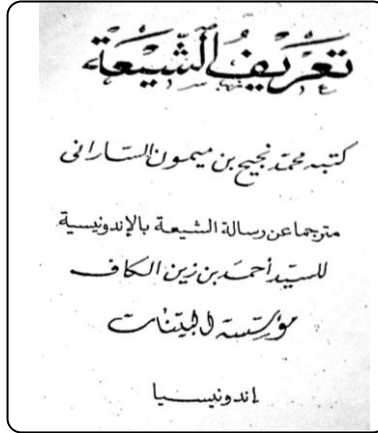 تعريف الشيعة
كتبه محمد نجيح بن ميمون الساراني
مترجما عن رسالة الشيعة بالإندونيسية
للسيد أحمد بن زين الكاف
مؤسسة البينات
إندونيسيا